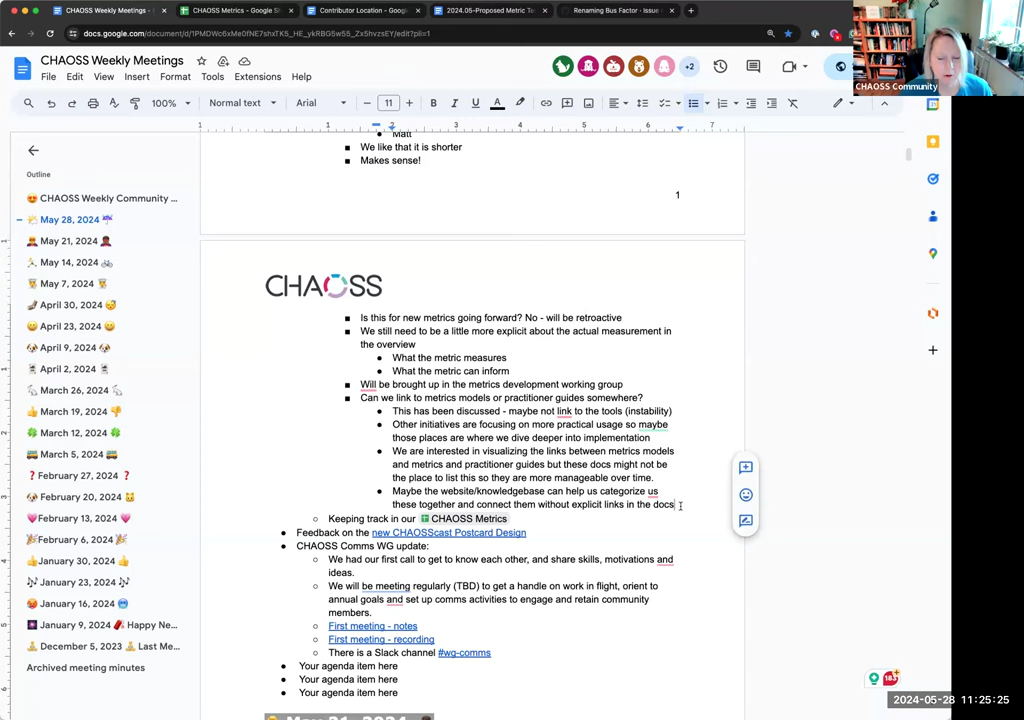 CHAOSS Weekly Meetings -
CHAOSS Metrics - Google Sh
Contributor Location - Googl
2024.05-Proposed Metric Te
Renaming Bus Factor · Issue
docs.google.com/document/d/1PMDWc6xMe0fNE7shxTK5_HE_ykRBG5w55_Zx5hvzsEY/edit?pli=1
CHAOSS Community
CHAOSS Weekly Meetings
File Edit View Insert Format Tools Extensions Help
+2
100% Normal text Arial 11
1 1 2 3 4 5 6 7
Outline
😍 CHAOSS Weekly Community ...
May 28, 2024
May 21, 2024
May 14, 2024
May 7, 2024
April 30, 2024
April 23, 2024
April 9, 2024
April 2, 2024
March 26, 2024
March 19, 2024
March 12, 2024
March 5, 2024
❓February 27, 2024 ❓
February 20, 2024
February 13, 2024
February 6, 2024
January 30, 2024
January 23, 2024
January 16, 2024
January 9, 2024 🧨 Happy Ne...
December 5, 2023 Last Me...
Archived meeting minutes
Matt
We like that it is shorter
Makes sense!
1
CHAOSS
Is this for new metrics going forward? No - will be retroactive
We still need to be a little more explicit about the actual measurement in
the overview
What the metric measures
What the metric can inform
Will be brought up in the metrics development working group
Can we link to metrics models or practitioner guides somewhere?
This has been discussed - maybe not link to the tools (instability)
Other initiatives are focusing on more practical usage so maybe
those places are where we dive deeper into implementation
We are interested in visualizing the links between metrics models
and metrics and practitioner guides but these docs might not be
the place to list this so they are more manageable over time.
Maybe the website/knowledgebase can help us categorize us
these together and connect them without explicit links in the docs
Keeping track in our CHAOSS Metrics
Feedback on the new CHAOSScast Postcard Design
CHAOSS Comms WG update:
We had our first call to get to know each other, and share skills, motivations and
ideas.
We will be meeting regularly (TBD) to get a handle on work in flight, orient to
annual goals and set up comms activities to engage and retain community
members.
First meeting - notes
First meeting - recording
There is a Slack channel #wg-comms
Your agenda item here
Your agenda item here
Your agenda item here
May 21, 2024
183
2024-05-28 11:25:25